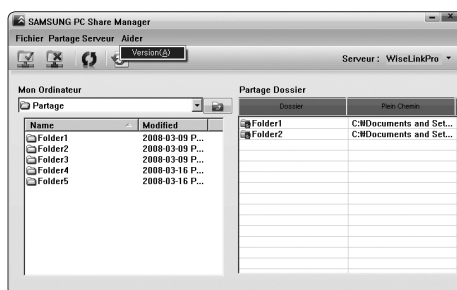 SAMSUNG PC Share Manager
Fichier Partage Serveur Aider
Version(A)
Serveur : WiseLinkPro
Mon Ordinateur
Partage
Name Modified
Folder1 2008-03-09 P...
Folder2 2008-03-09 P...
Folder3 2008-03-09 P...
Folder4 2008-03-16 P...
Folder5 2008-03-16 P...
Partage Dossier
Dossier Plein Chemin
Folder1 C:₩Documents and Set...
Folder2 C:₩Documents and Set...